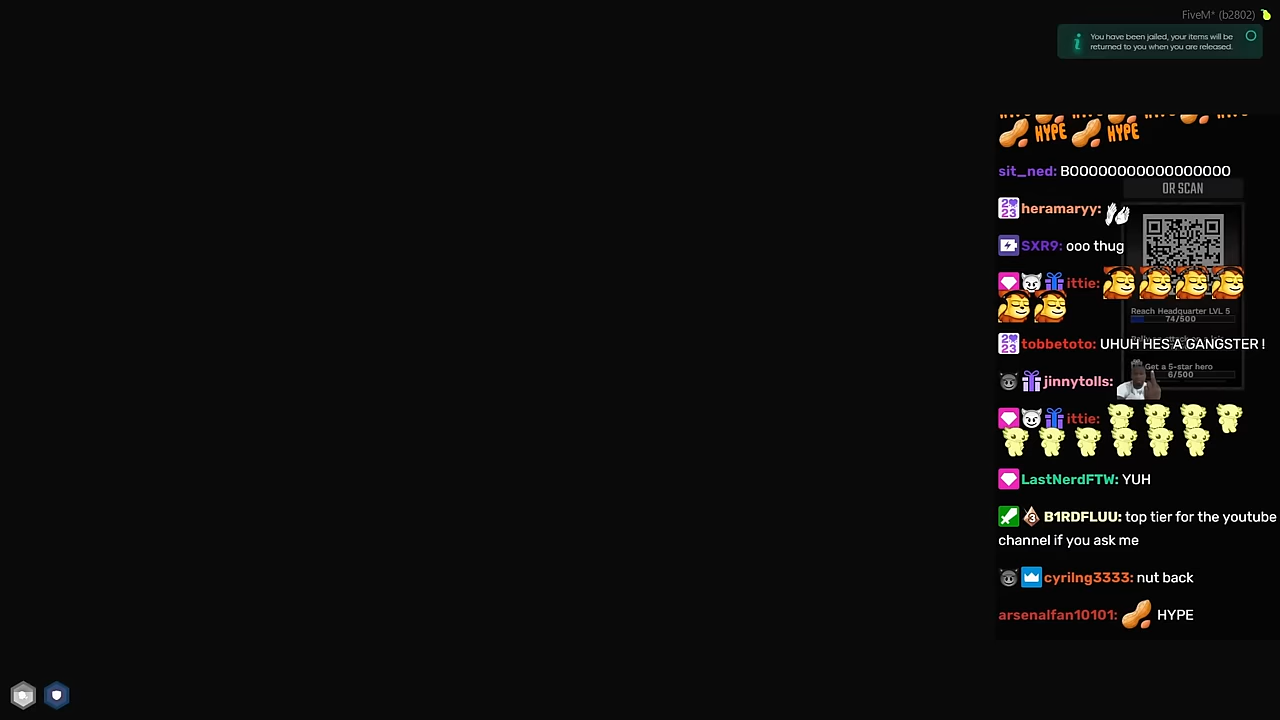 FiveM* (b2802)
You have been jailed, your items will be
returned to you when you are released.
HYPE HYPE
sit_ned: BOOOOOOOOOOOOOOOOO
OR SCAN
heramaryy:
SXR9: ooo thug
ittie:
Reach Headquarter LVL 5
74/500
tobbetoto: UHUH HES A GANGSTER !
Get a 5-star hero
6/500
jinnytolls:
ittie:
LastNerdFTW: YUH
B1RDFLUU: top tier for the youtube
channel if you ask me
cyrilng3333: nut back
arsenalfan10101: HYPE